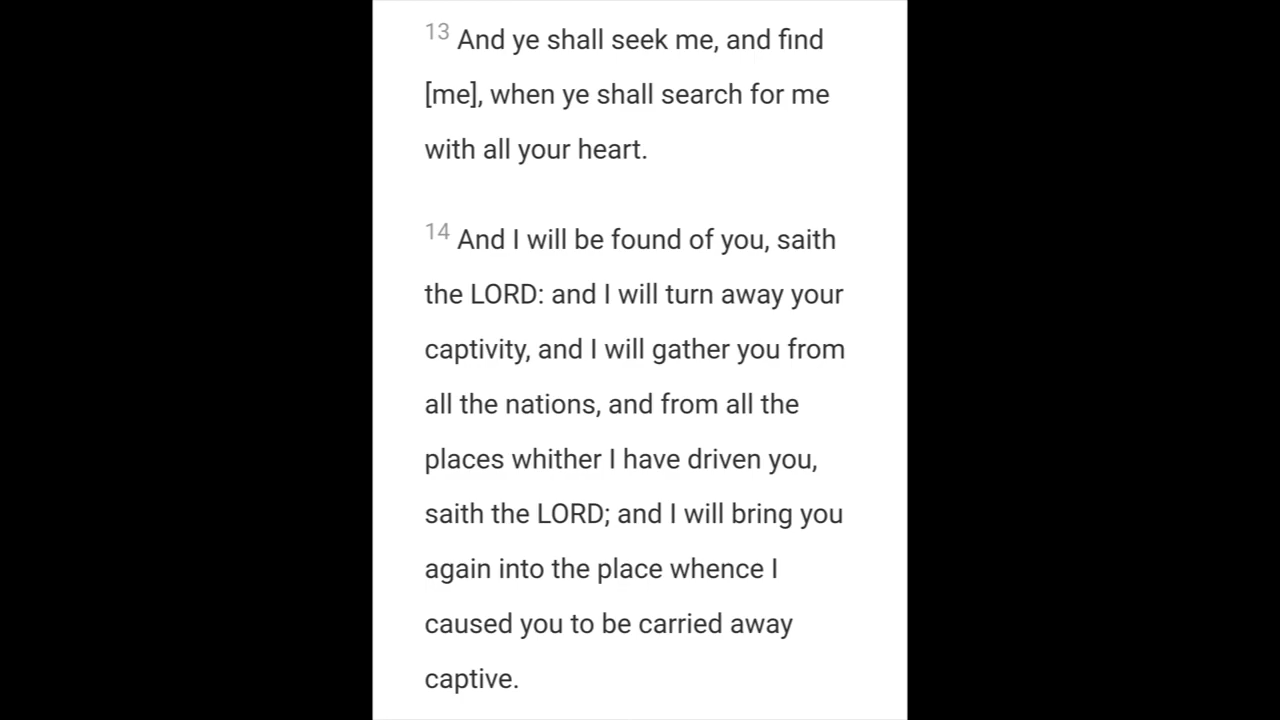 13 And ye shall seek me, and find
[me], when ye shall search for me
with all your heart.
14 And I will be found of you, saith
the LORD: and I will turn away your
captivity, and I will gather you from
all the nations, and from all the
places whither I have driven you,
saith the LORD; and I will bring you
again into the place whence I
caused you to be carried away
captive.